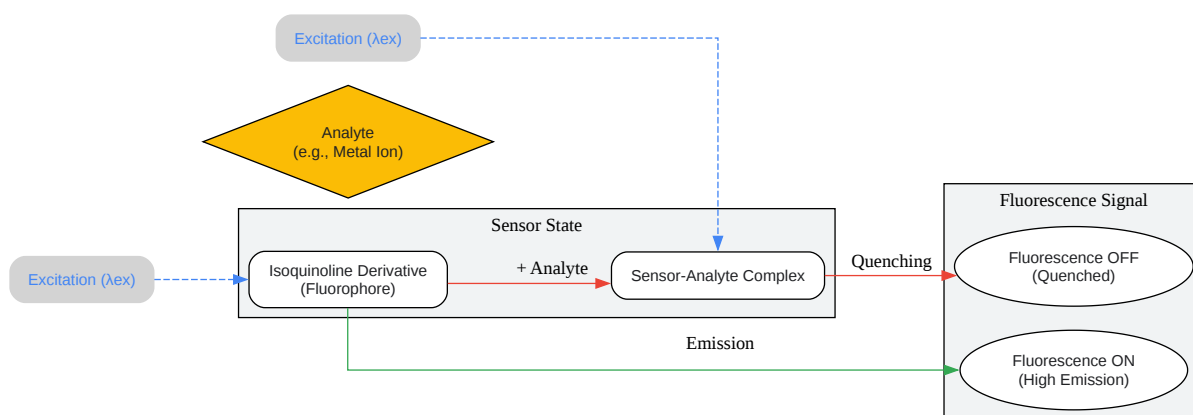 Excitation (λex)
Analyte
(e.g., Metal Ion)
Sensor State
Fluorescence Signal
Excitation (λex)
Isoquinoline Derivative
(Fluorophore)
+ Analyte
Sensor-Analyte Complex
Quenching
Fluorescence OFF
(Quenched)
Emission
Fluorescence ON
(High Emission)